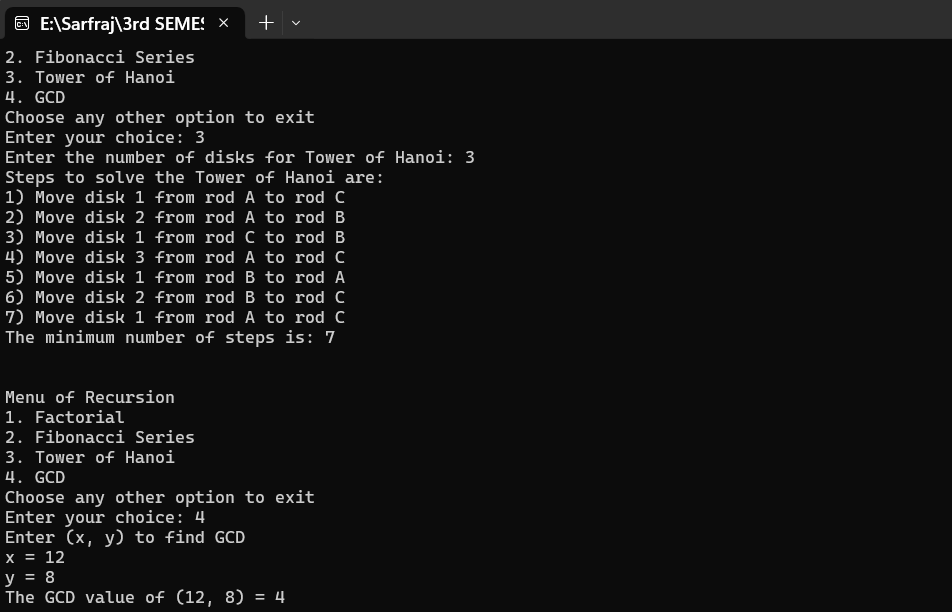 E:\Sarfraj\3rd SEMES
2. Fibonacci Series
3. Tower of Hanoi
4. GCD
Choose any other option to exit
Enter your choice: 3
Enter the number of disks for Tower of Hanoi: 3
Steps to solve the Tower of Hanoi are:
1) Move disk 1 from rod A to rod C
2) Move disk 2 from rod A to rod B
3) Move disk 1 from rod C to rod B
4) Move disk 3 from rod A to rod C
5) Move disk 1 from rod B to rod A
6) Move disk 2 from rod B to rod C
7) Move disk 1 from rod A to rod C
The minimum number of steps is: 7
Menu of Recursion
1. Factorial
2. Fibonacci Series
3. Tower of Hanoi
4. GCD
Choose any other option to exit
Enter your choice: 4
Enter (x, y) to find GCD
x = 12
y = 8
The GCD value of (12, 8) = 4